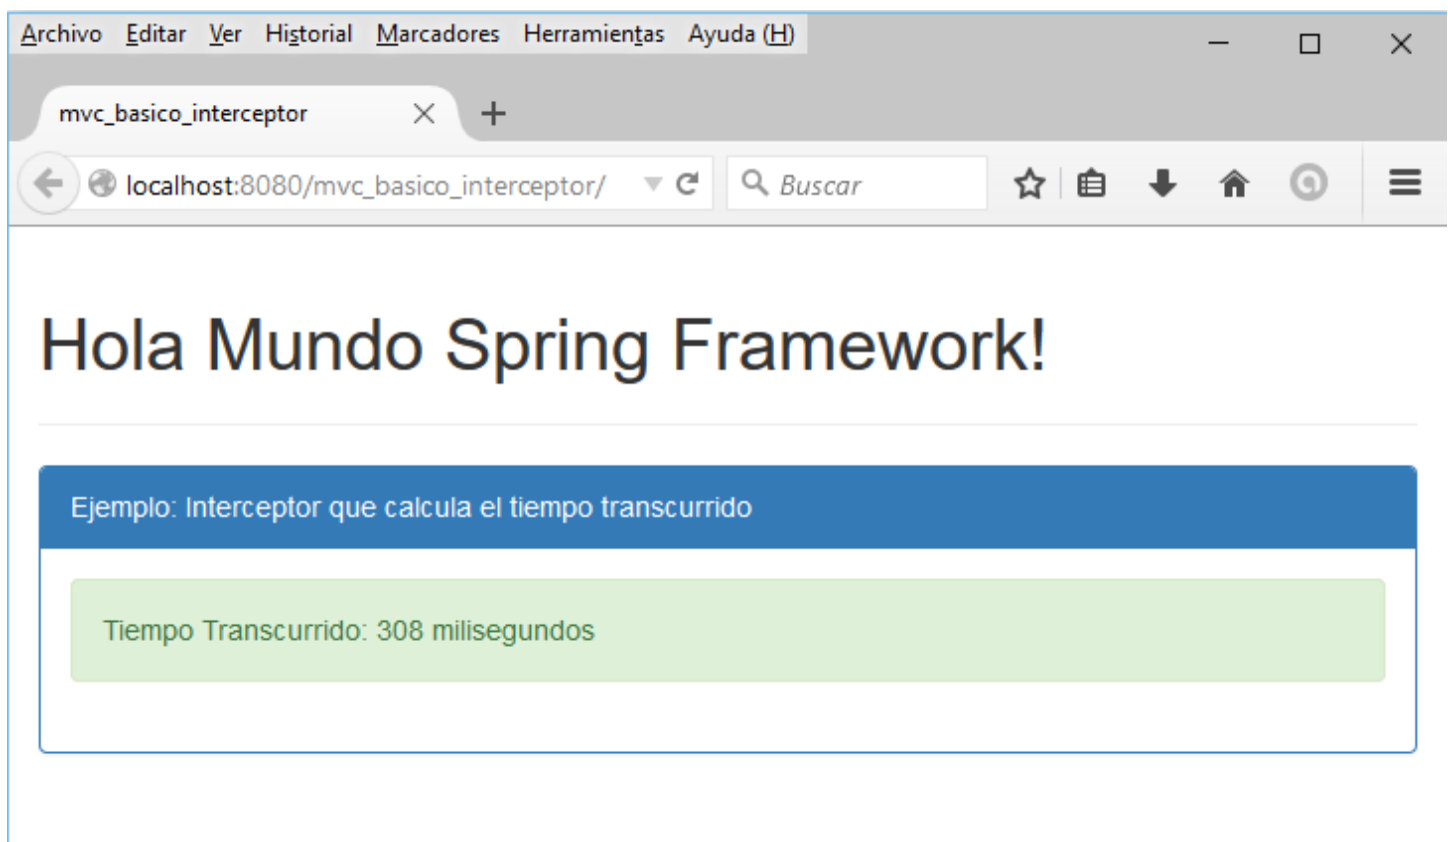 Archivo Editar Ver Historial Marcadores Herramientas Ayuda (H)
mvc_basico_interceptor
localhost:8080/mvc_basico_interceptor/ Buscar
Hola Mundo Spring Framework!
Ejemplo: Interceptor que calcula el tiempo transcurrido
Tiempo Transcurrido: 308 milisegundos